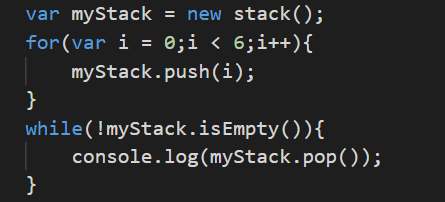 var myStack = new stack();
for(var i = 0;i < 6;i++){
    myStack.push(i);
}
while(!myStack.isEmpty()){
    console.log(myStack.pop());
}